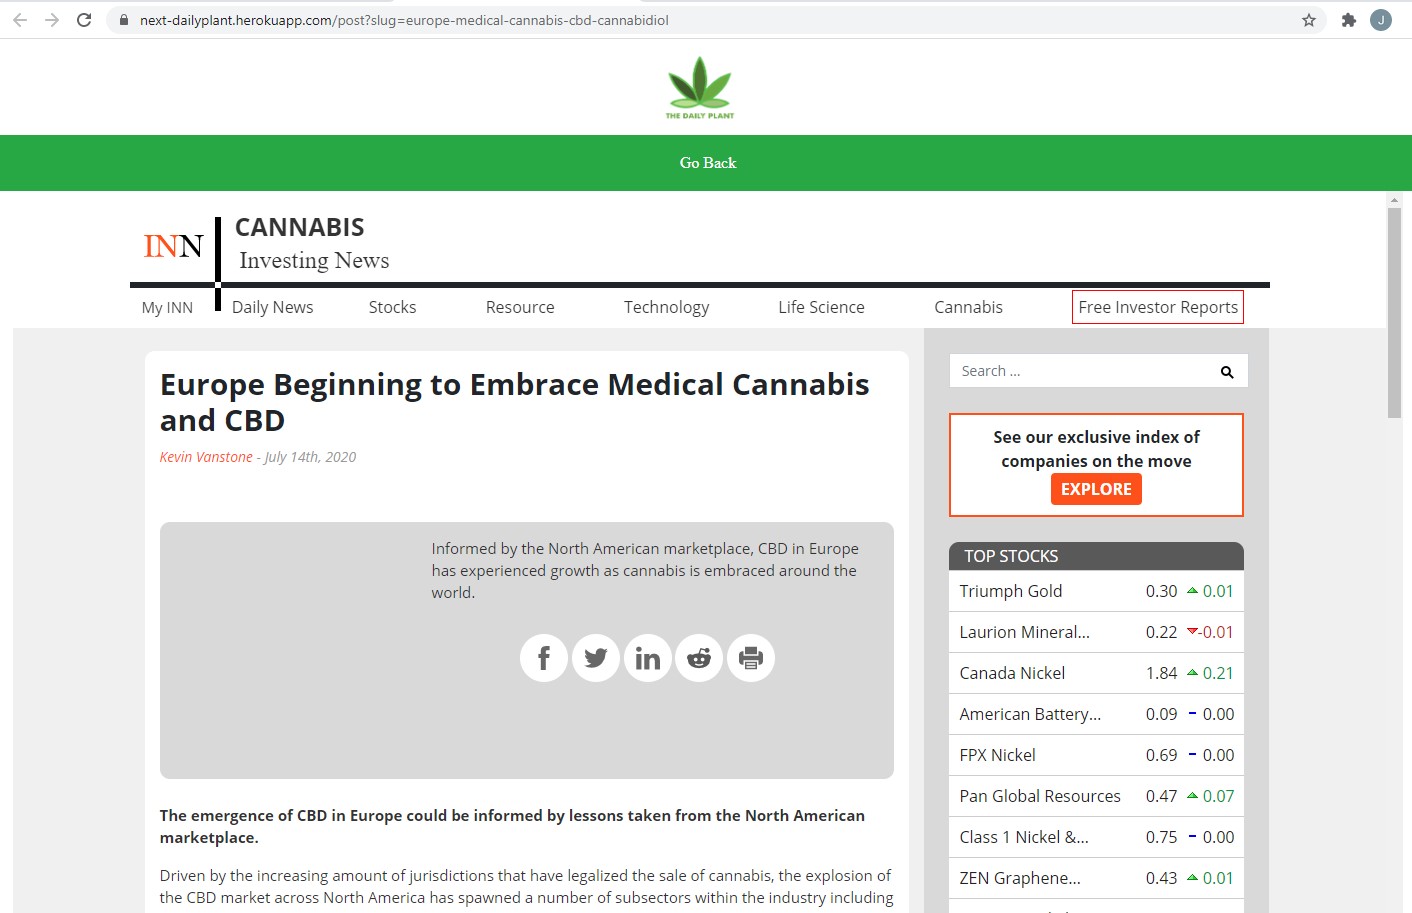 next-dailyplant.herokuapp.com/post?slug=europe-medical-cannabis-cbd-cannabidiol
J
THE DAILY PLANT
Go Back
INN
CANNABIS
Investing News
My INN Daily News Stocks Resource Technology Life Science Cannabis Free Investor Reports
Europe Beginning to Embrace Medical Cannabis
and CBD
Kevin Vanstone - July 14th, 2020
Informed by the North American marketplace, CBD in Europe
has experienced growth as cannabis is embraced around the
world.
The emergence of CBD in Europe could be informed by lessons taken from the North American
marketplace.
Driven by the increasing amount of jurisdictions that have legalized the sale of cannabis, the explosion of
the CBD market across North America has spawned a number of subsectors within the industry including
Search ...
See our exclusive index of
companies on the move
EXPLORE
TOP STOCKS
Triumph Gold 0.30 0.01
Laurion Mineral... 0.22 -0.01
Canada Nickel 1.84 0.21
American Battery... 0.09 0.00
FPX Nickel 0.69 0.00
Pan Global Resources 0.47 0.07
Class 1 Nickel &... 0.75 0.00
ZEN Graphene... 0.43 0.01